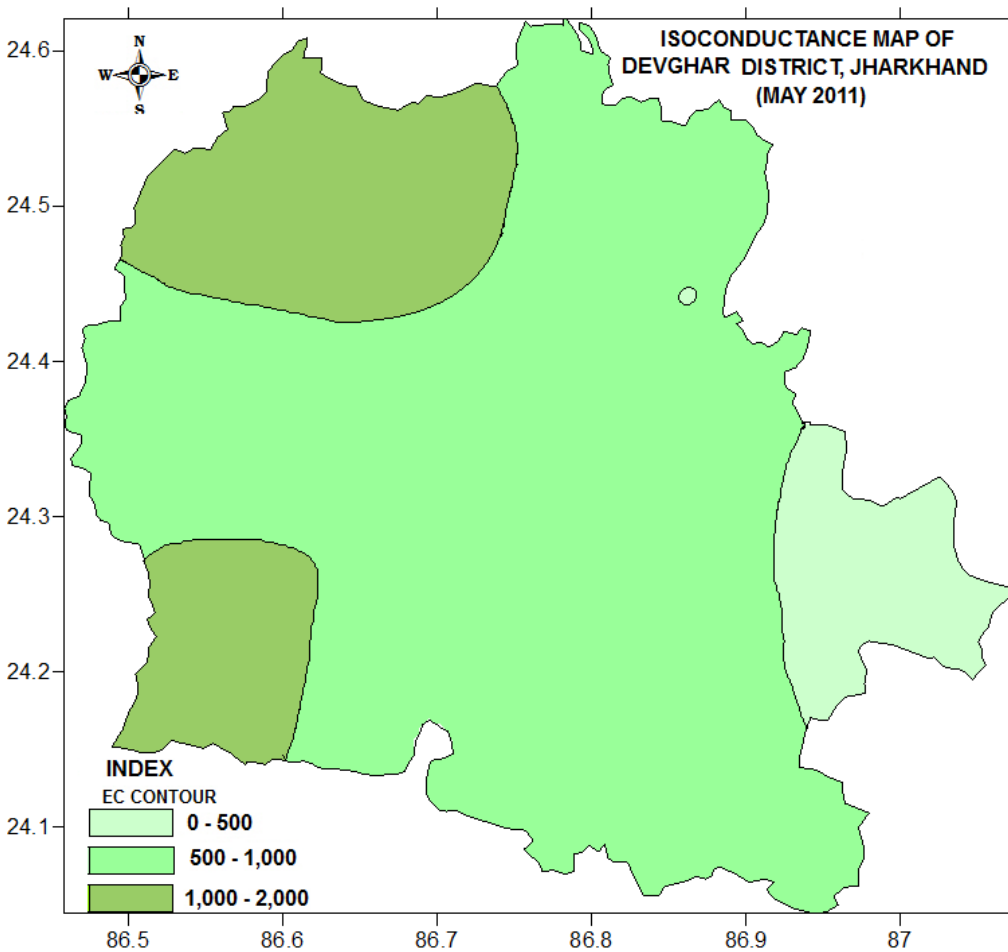 ISOCONDUCTANCE MAP OF
DEVGHAR DISTRICT, JHARKHAND
(MAY 2011)
N
W E
S
24.6
24.5
24.4
24.3
24.2
24.1
INDEX
EC CONTOUR
0 - 500
500 - 1,000
1,000 - 2,000
86.5 86.6 86.7 86.8 86.9 87